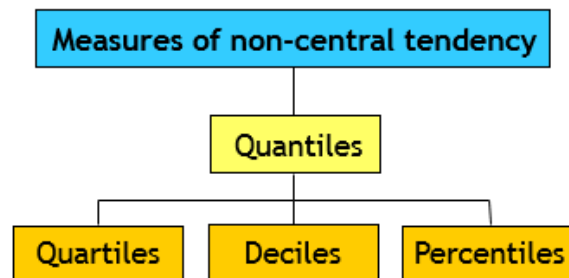 Measures of non-central tendency
Quantiles
Quartiles
Deciles
Percentiles